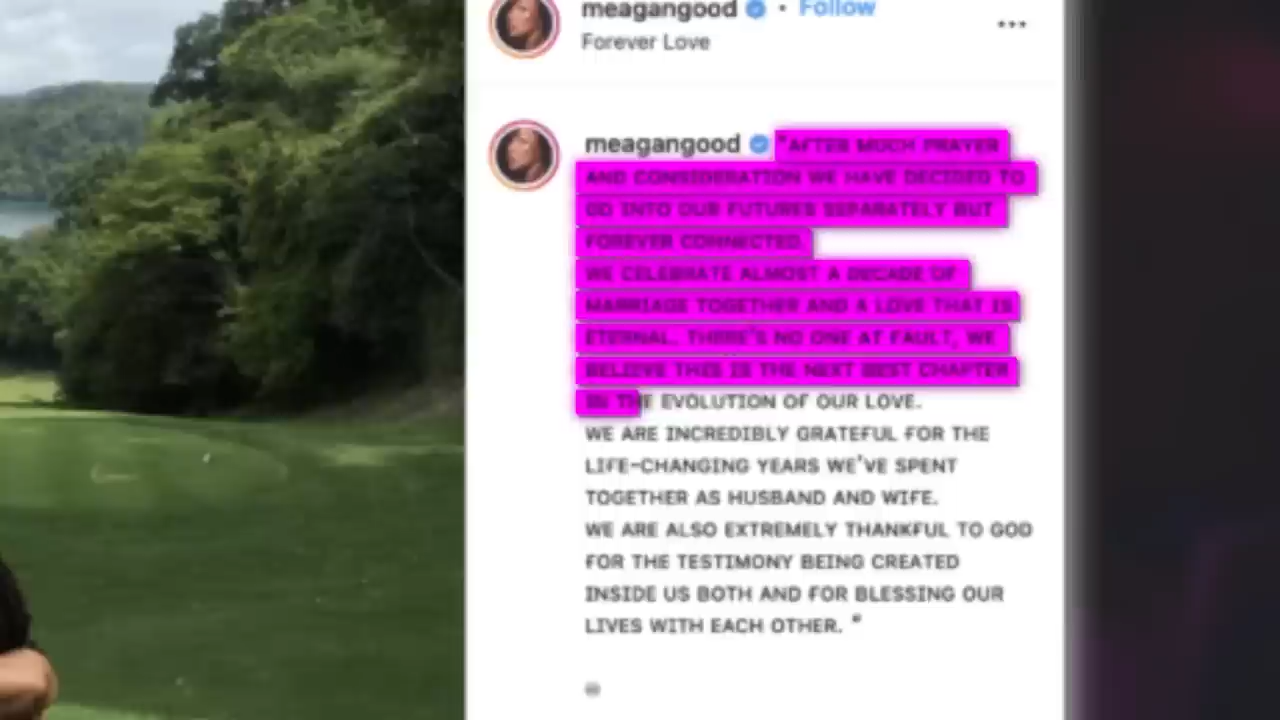 meagangood • Follow
•••
Forever Love
meagangood "AFTER MUCH PRAYER
AND CONSIDERATION WE HAVE DECIDED TO
GO INTO OUR FUTURES SEPARATELY BUT
FOREVER CONNECTED.
WE CELEBRATE ALMOST A DECADE OF
MARRIAGE TOGETHER AND A LOVE THAT IS
ETERNAL. THERE'S NO ONE AT FAULT, WE
BELIEVE THIS IS THE NEXT BEST CHAPTER
IN THE EVOLUTION OF OUR LOVE.
WE ARE INCREDIBLY GRATEFUL FOR THE
LIFE-CHANGING YEARS WE'VE SPENT
TOGETHER AS HUSBAND AND WIFE.
WE ARE ALSO EXTREMELY THANKFUL TO GOD
FOR THE TESTIMONY BEING CREATED
INSIDE US BOTH AND FOR BLESSING OUR
LIVES WITH EACH OTHER. "